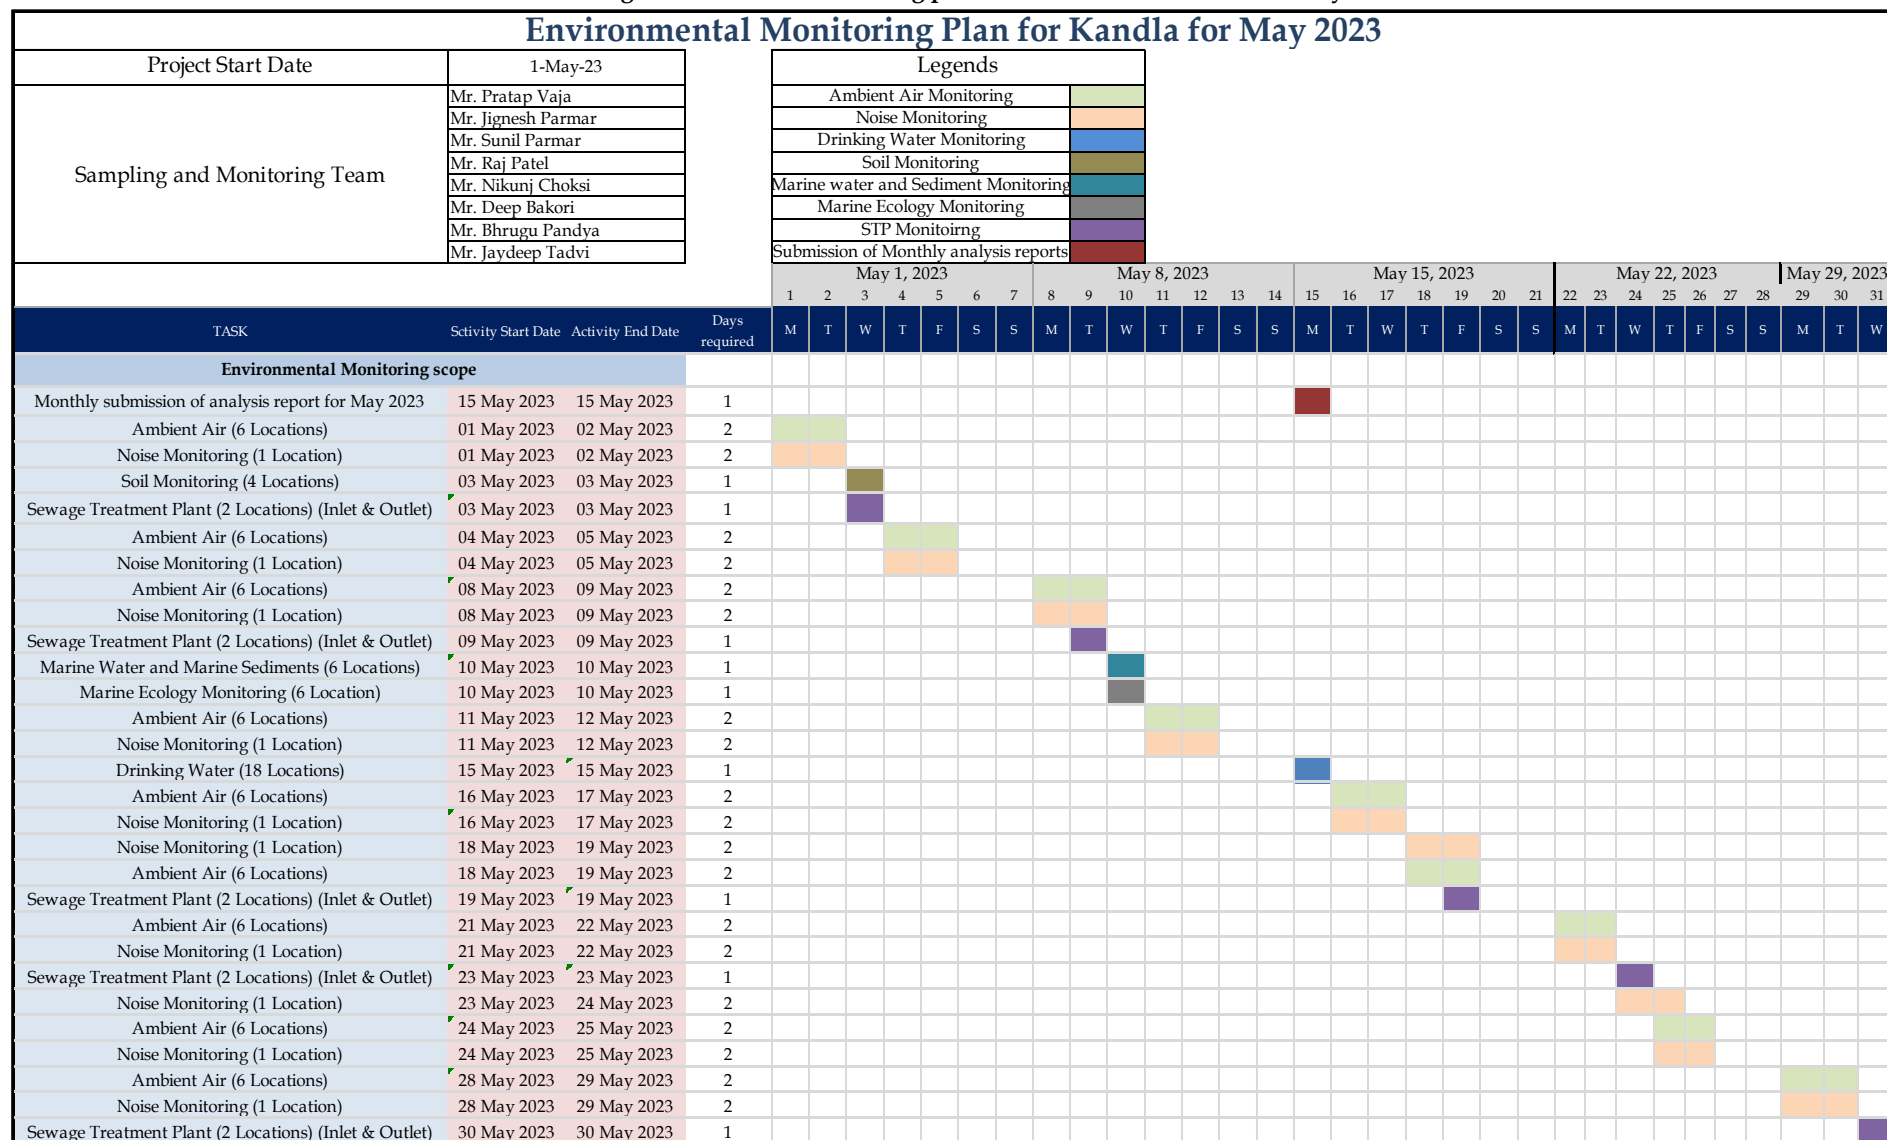 Environmental Monitoring Plan for Kandla for May 2023
Project Start Date 1-May-23 Legends
Sampling and Monitoring Team
Mr. Pratap Vaja Ambient Air Monitoring
Mr. Jignesh Parmar Noise Monitoring
Mr. Sunil Parmar Drinking Water Monitoring
Mr. Raj Patel Soil Monitoring
Mr. Nikunj Choksi Marine water and Sediment Monitoring
Mr. Deep Bakori Marine Ecology Monitoring
Mr. Bhrugu Pandya STP Monitoirng
Mr. Jaydeep Tadvi Submission of Monthly analysis reports
May 1, 2023 May 8, 2023 May 15, 2023 May 22, 2023 May 29, 2023
1 2 3 4 5 6 7 8 9 10 11 12 13 14 15 16 17 18 19 20 21 22 23 24 25 26 27 28 29 30 31
TASK Sctivity Start Date Activity End Date Days required M T W T F S S M T W T F S S M T W T F S S M T W T F S S M T W
Environmental Monitoring scope
Monthly submission of analysis report for May 2023 15 May 2023 15 May 2023 1
Ambient Air (6 Locations) 01 May 2023 02 May 2023 2
Noise Monitoring (1 Location) 01 May 2023 02 May 2023 2
Soil Monitoring (4 Locations) 03 May 2023 03 May 2023 1
Sewage Treatment Plant (2 Locations) (Inlet & Outlet) 03 May 2023 03 May 2023 1
Ambient Air (6 Locations) 04 May 2023 05 May 2023 2
Noise Monitoring (1 Location) 04 May 2023 05 May 2023 2
Ambient Air (6 Locations) 08 May 2023 09 May 2023 2
Noise Monitoring (1 Location) 08 May 2023 09 May 2023 2
Sewage Treatment Plant (2 Locations) (Inlet & Outlet) 09 May 2023 09 May 2023 1
Marine Water and Marine Sediments (6 Locations) 10 May 2023 10 May 2023 1
Marine Ecology Monitoring (6 Location) 10 May 2023 10 May 2023 1
Ambient Air (6 Locations) 11 May 2023 12 May 2023 2
Noise Monitoring (1 Location) 11 May 2023 12 May 2023 2
Drinking Water (18 Locations) 15 May 2023 15 May 2023 1
Ambient Air (6 Locations) 16 May 2023 17 May 2023 2
Noise Monitoring (1 Location) 16 May 2023 17 May 2023 2
Noise Monitoring (1 Location) 18 May 2023 19 May 2023 2
Ambient Air (6 Locations) 18 May 2023 19 May 2023 2
Sewage Treatment Plant (2 Locations) (Inlet & Outlet) 19 May 2023 19 May 2023 1
Ambient Air (6 Locations) 21 May 2023 22 May 2023 2
Noise Monitoring (1 Location) 21 May 2023 22 May 2023 2
Sewage Treatment Plant (2 Locations) (Inlet & Outlet) 23 May 2023 23 May 2023 1
Noise Monitoring (1 Location) 23 May 2023 24 May 2023 2
Ambient Air (6 Locations) 24 May 2023 25 May 2023 2
Noise Monitoring (1 Location) 24 May 2023 25 May 2023 2
Ambient Air (6 Locations) 28 May 2023 29 May 2023 2
Noise Monitoring (1 Location) 28 May 2023 29 May 2023 2
Sewage Treatment Plant (2 Locations) (Inlet & Outlet) 30 May 2023 30 May 2023 1